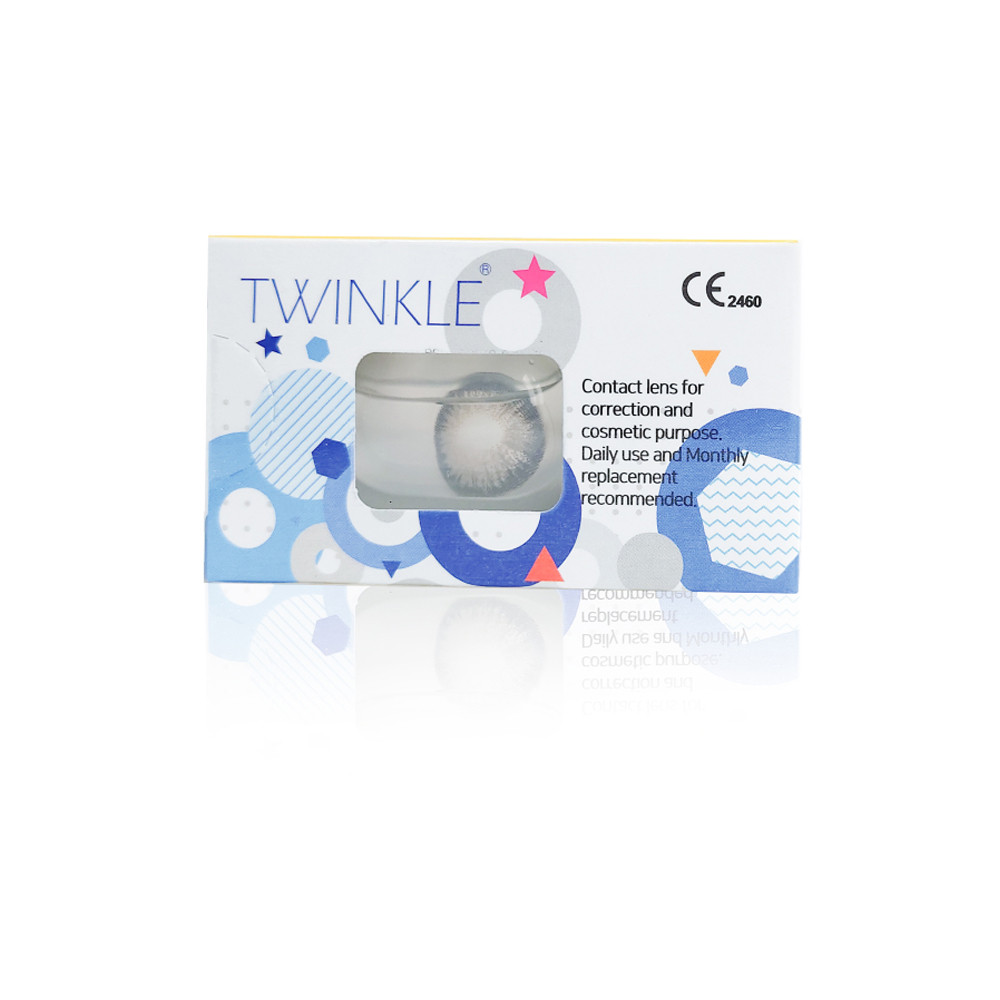 TWINKLE®
CE 2460
Contact lens for
correction and
cosmetic purpose.
Daily use and Monthly
replacement
recommended.